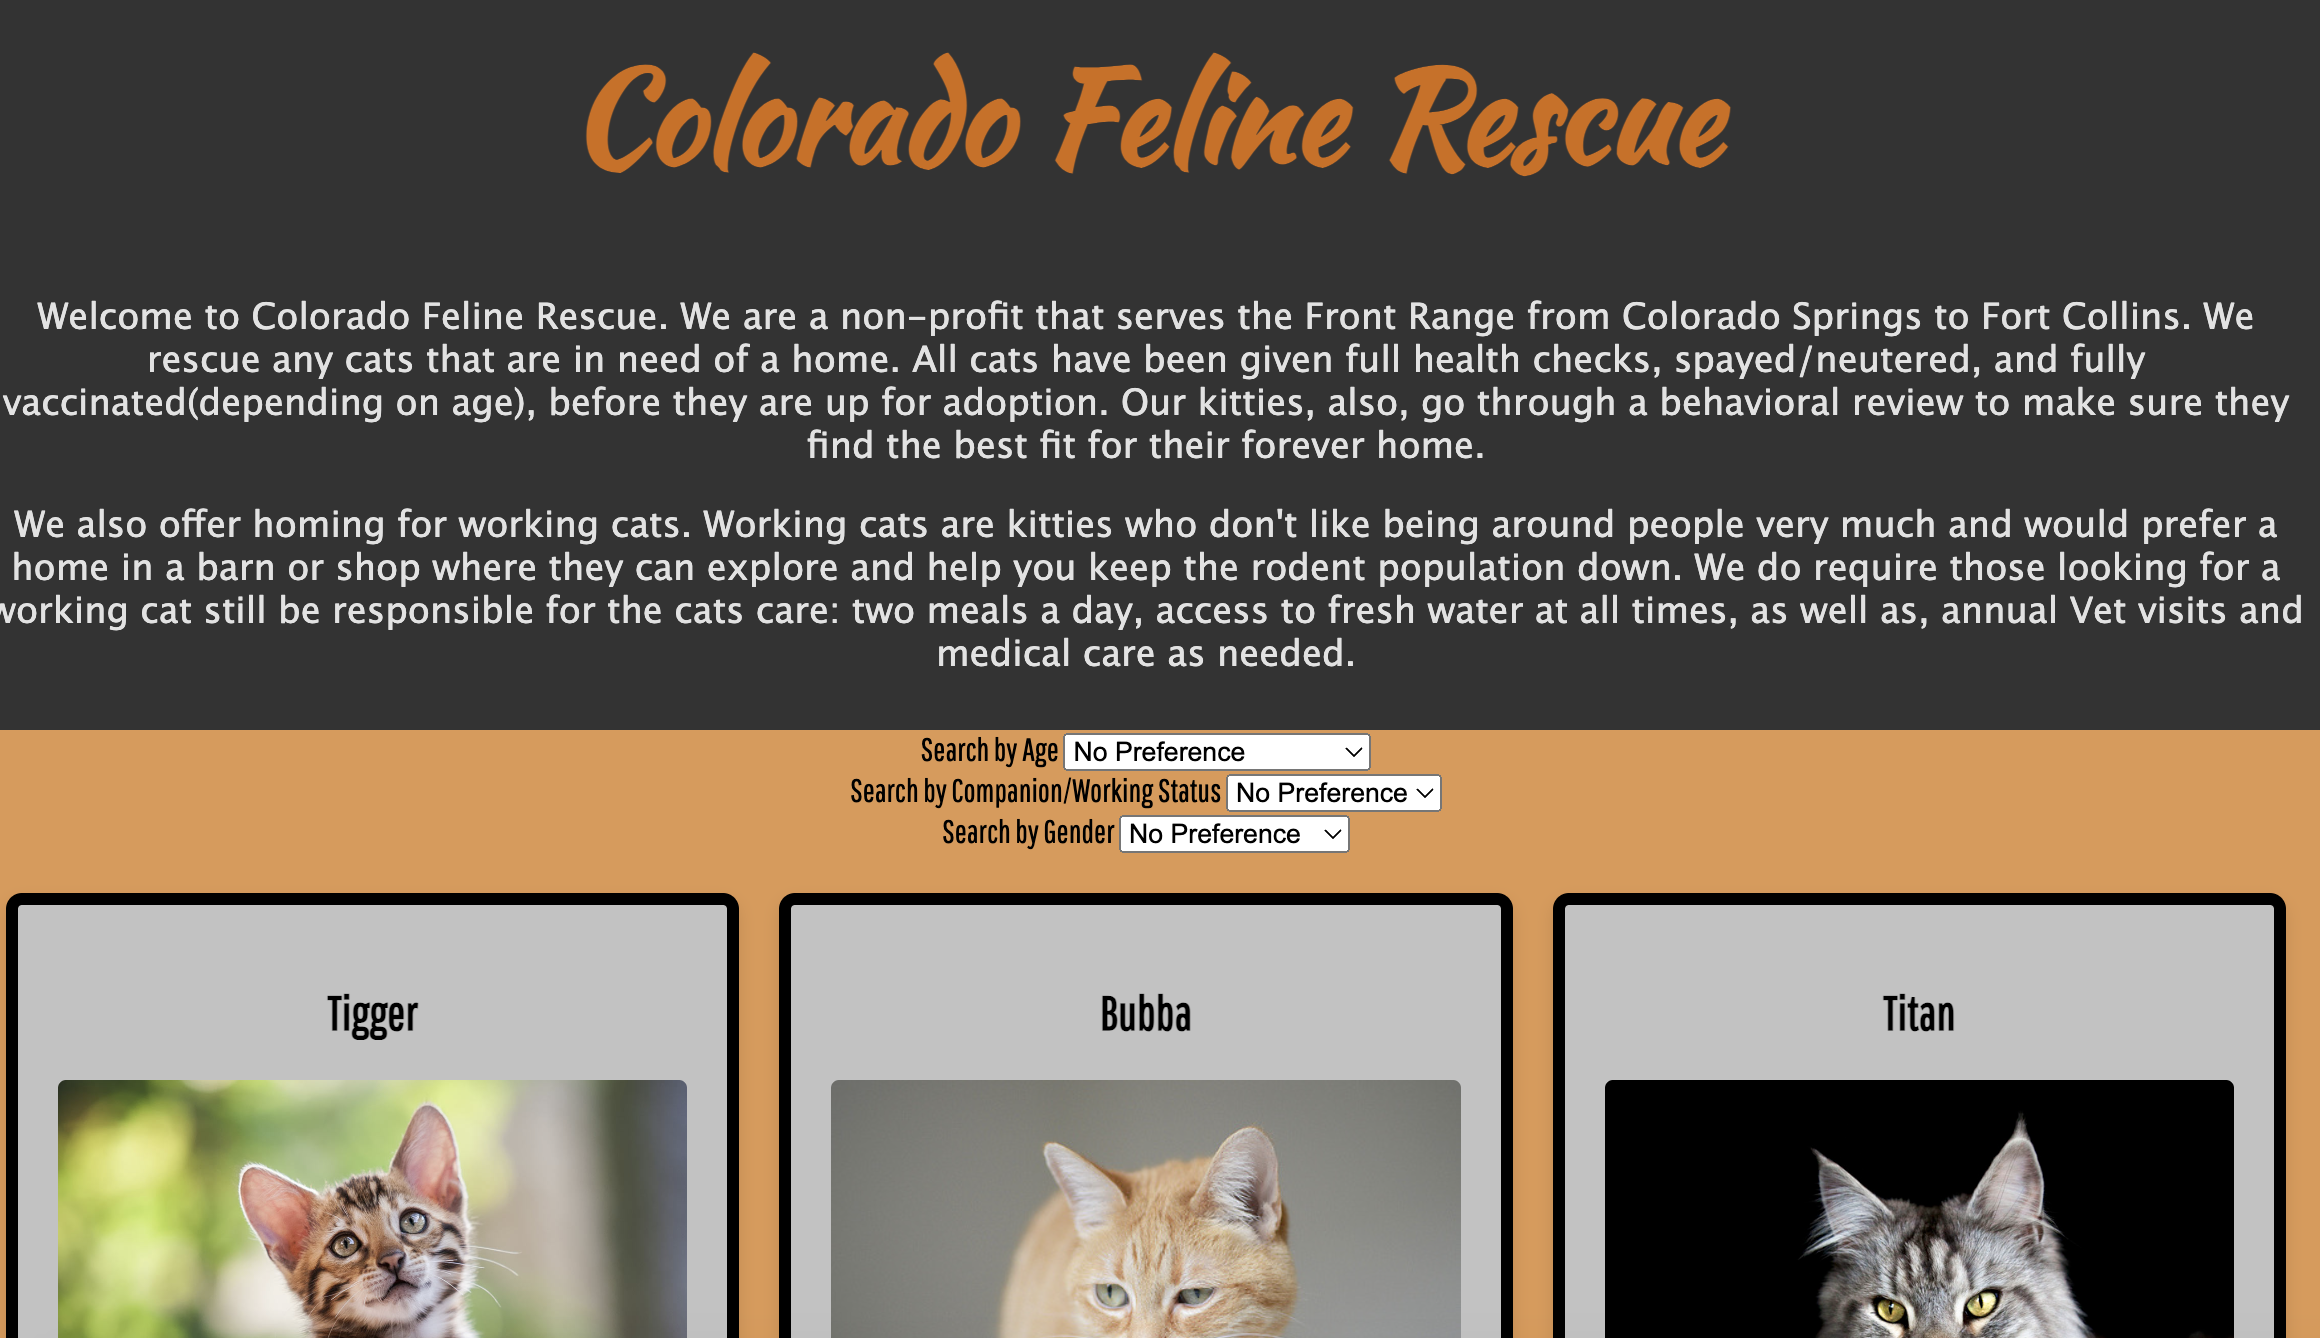 Colorado Feline Rescue
Welcome to Colorado Feline Rescue. We are a non-profit that serves the Front Range from Colorado Springs to Fort Collins. We
rescue any cats that are in need of a home. All cats have been given full health checks, spayed/neutered, and fully
vaccinated(depending on age), before they are up for adoption. Our kitties, also, go through a behavioral review to make sure they
find the best fit for their forever home.
We also offer homing for working cats. Working cats are kitties who don't like being around people very much and would prefer a
home in a barn or shop where they can explore and help you keep the rodent population down. We do require those looking for a
working cat still be responsible for the cats care: two meals a day, access to fresh water at all times, as well as, annual Vet visits and
medical care as needed.
Search by Age No Preference
Search by Companion/Working Status No Preference
Search by Gender No Preference
Tigger
Bubba
Titan